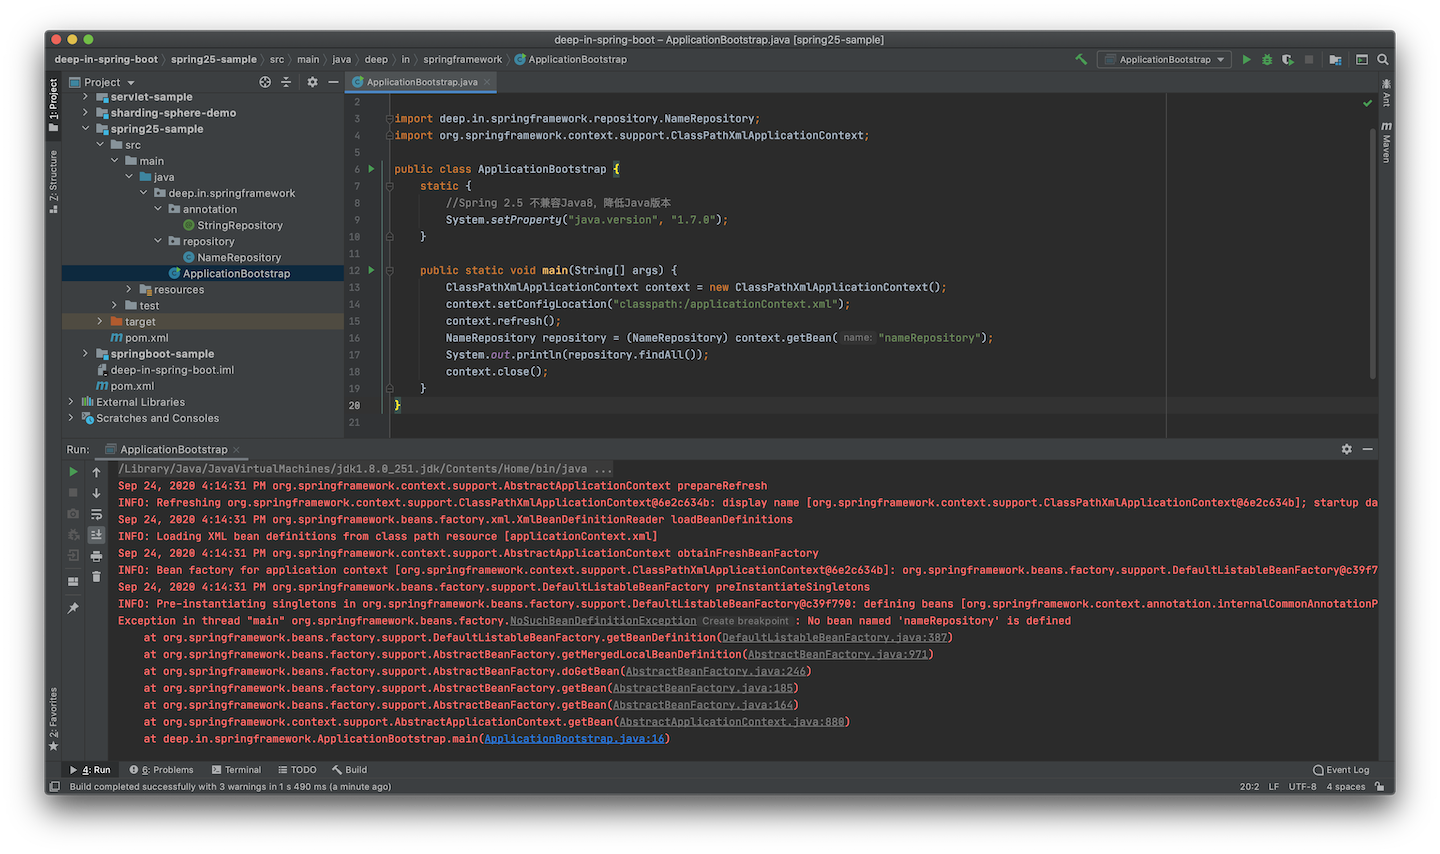 deep-in-spring-boot – ApplicationBootstrap.java [spring25-sample]
deep-in-spring-boot spring25-sample src main java deep in springframework ApplicationBootstrap
ApplicationBootstrap
1: Project
Z: Structure
2: Favorites
Project
servlet-sample
sharding-sphere-demo
spring25-sample
src
main
java
deep.in.springframework
annotation
StringRepository
repository
NameRepository
ApplicationBootstrap
resources
test
target
pom.xml
springboot-sample
deep-in-spring-boot.iml
pom.xml
External Libraries
Scratches and Consoles
ApplicationBootstrap.java
2
3 import deep.in.springframework.repository.NameRepository;
4 import org.springframework.context.support.ClassPathXmlApplicationContext;
5
6 public class ApplicationBootstrap {
7 static {
8 //Spring 2.5 不兼容Java8, 降低Java版本
9 System.setProperty("java.version", "1.7.0");
10 }
11
12 public static void main(String[] args) {
13 ClassPathXmlApplicationContext context = new ClassPathXmlApplicationContext();
14 context.setConfigLocation("classpath:/applicationContext.xml");
15 context.refresh();
16 NameRepository repository = (NameRepository) context.getBean( name: "nameRepository");
17 System.out.println(repository.findAll());
18 context.close();
19 }
20 }
21
Ant
Maven
Run: ApplicationBootstrap
/Library/Java/JavaVirtualMachines/jdk1.8.0_251.jdk/Contents/Home/bin/java ...
Sep 24, 2020 4:14:31 PM org.springframework.context.support.AbstractApplicationContext prepareRefresh
INFO: Refreshing org.springframework.context.support.ClassPathXmlApplicationContext@6e2c634b: display name [org.springframework.context.support.ClassPathXmlApplicationContext@6e2c634b]; startup da
Sep 24, 2020 4:14:31 PM org.springframework.beans.factory.xml.XmlBeanDefinitionReader loadBeanDefinitions
INFO: Loading XML bean definitions from class path resource [applicationContext.xml]
Sep 24, 2020 4:14:31 PM org.springframework.context.support.AbstractApplicationContext obtainFreshBeanFactory
INFO: Bean factory for application context [org.springframework.context.support.ClassPathXmlApplicationContext@6e2c634b]: org.springframework.beans.factory.support.DefaultListableBeanFactory@c39f7
Sep 24, 2020 4:14:31 PM org.springframework.beans.factory.support.DefaultListableBeanFactory preInstantiateSingletons
INFO: Pre-instantiating singletons in org.springframework.beans.factory.support.DefaultListableBeanFactory@c39f790: defining beans [org.springframework.context.annotation.internalCommonAnnotationP
Exception in thread "main" org.springframework.beans.factory.NoSuchBeanDefinitionException Create breakpoint : No bean named 'nameRepository' is defined
at org.springframework.beans.factory.support.DefaultListableBeanFactory.getBeanDefinition(DefaultListableBeanFactory.java:387)
at org.springframework.beans.factory.support.AbstractBeanFactory.getMergedLocalBeanDefinition(AbstractBeanFactory.java:971)
at org.springframework.beans.factory.support.AbstractBeanFactory.doGetBean(AbstractBeanFactory.java:246)
at org.springframework.beans.factory.support.AbstractBeanFactory.getBean(AbstractBeanFactory.java:185)
at org.springframework.beans.factory.support.AbstractBeanFactory.getBean(AbstractBeanFactory.java:164)
at org.springframework.context.support.AbstractApplicationContext.getBean(AbstractApplicationContext.java:880)
at deep.in.springframework.ApplicationBootstrap.main(ApplicationBootstrap.java:16)
4: Run 6: Problems Terminal TODO Build Event Log
Build completed successfully with 3 warnings in 1 s 490 ms (a minute ago) 20:2 LF UTF-8 4 spaces